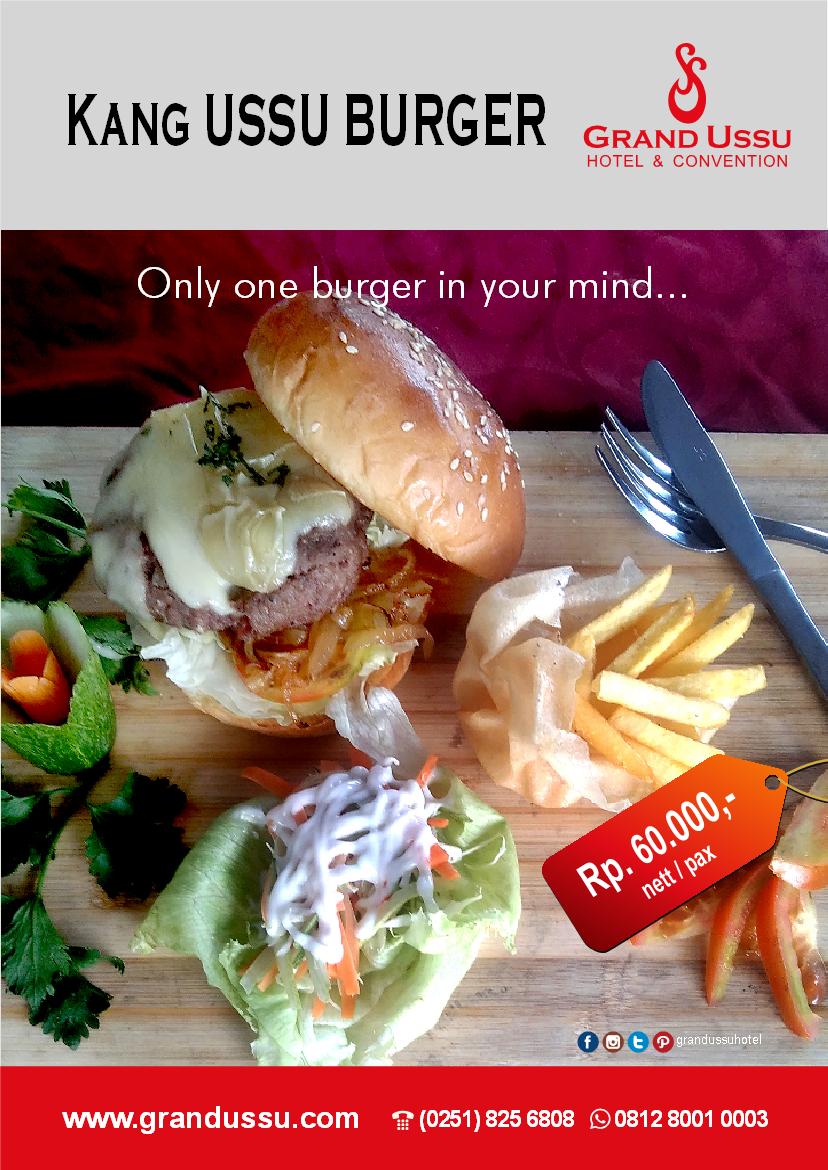 KANG USSU BURGER
GRAND USSU
HOTEL & CONVENTION
Only one burger in your mind...
Rp. 60.000,-
nett / pax
grandussuhotel
www.grandussu.com (0251) 825 6808 0812 8001 0003